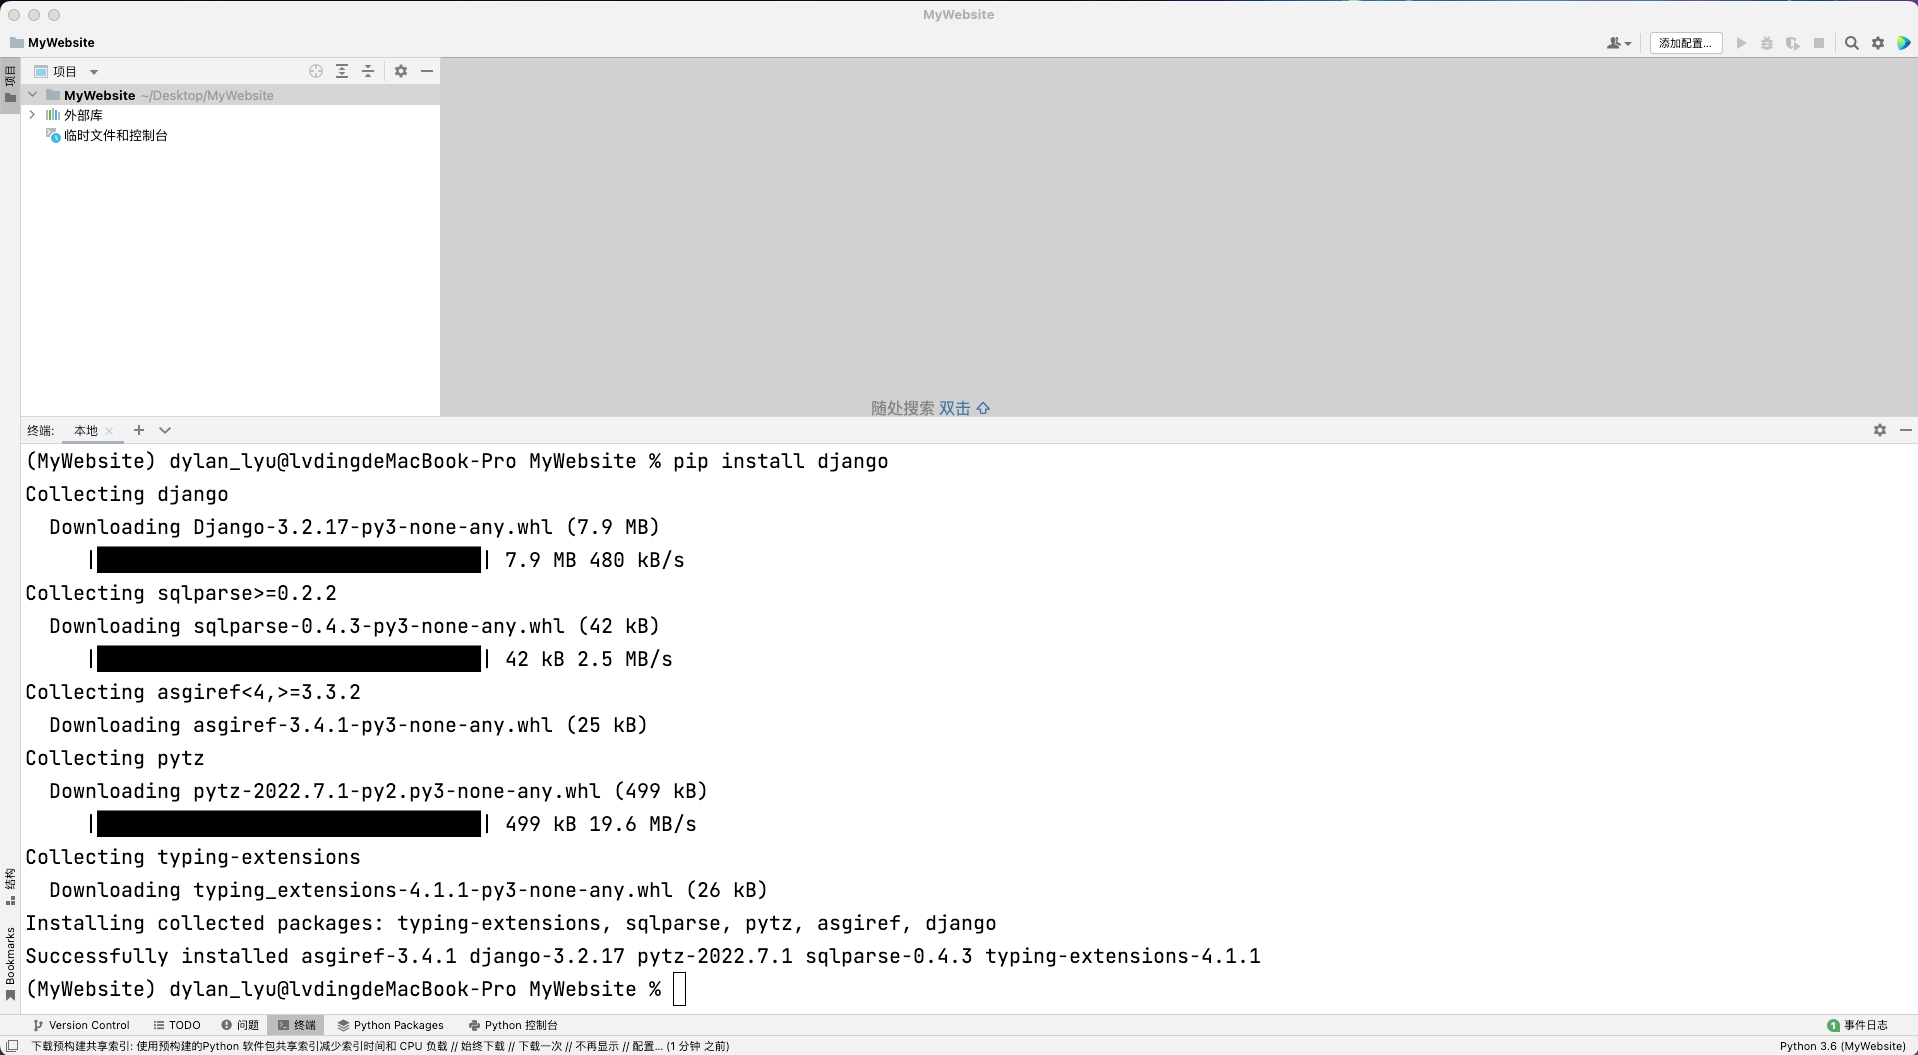 MyWebsite
MyWebsite
添加配置...
项目
项目
MyWebsite ~/Desktop/MyWebsite
外部库
临时文件和控制台
随处搜索 双击
终端: 本地
(MyWebsite) dylan_lyu@lvdingdeMacBook-Pro MyWebsite % pip install django
Collecting django
Downloading Django-3.2.17-py3-none-any.whl (7.9 MB)
| | 7.9 MB 480 kB/s
Collecting sqlparse>=0.2.2
Downloading sqlparse-0.4.3-py3-none-any.whl (42 kB)
| | 42 kB 2.5 MB/s
Collecting asgiref<4,>=3.3.2
Downloading asgiref-3.4.1-py3-none-any.whl (25 kB)
Collecting pytz
Downloading pytz-2022.7.1-py2.py3-none-any.whl (499 kB)
| | 499 kB 19.6 MB/s
Collecting typing-extensions
Downloading typing_extensions-4.1.1-py3-none-any.whl (26 kB)
Installing collected packages: typing-extensions, sqlparse, pytz, asgiref, django
Successfully installed asgiref-3.4.1 django-3.2.17 pytz-2022.7.1 sqlparse-0.4.3 typing-extensions-4.1.1
(MyWebsite) dylan_lyu@lvdingdeMacBook-Pro MyWebsite %
结构
Bookmarks
Version Control TODO 问题 终端 Python Packages Python 控制台 1 事件日志
下载预构建共享索引: 使用预构建的Python 软件包共享索引减少索引时间和 CPU 负载 // 始终下载 // 下载一次 // 不再显示 // 配置... (1 分钟 之前) Python 3.6 (MyWebsite)